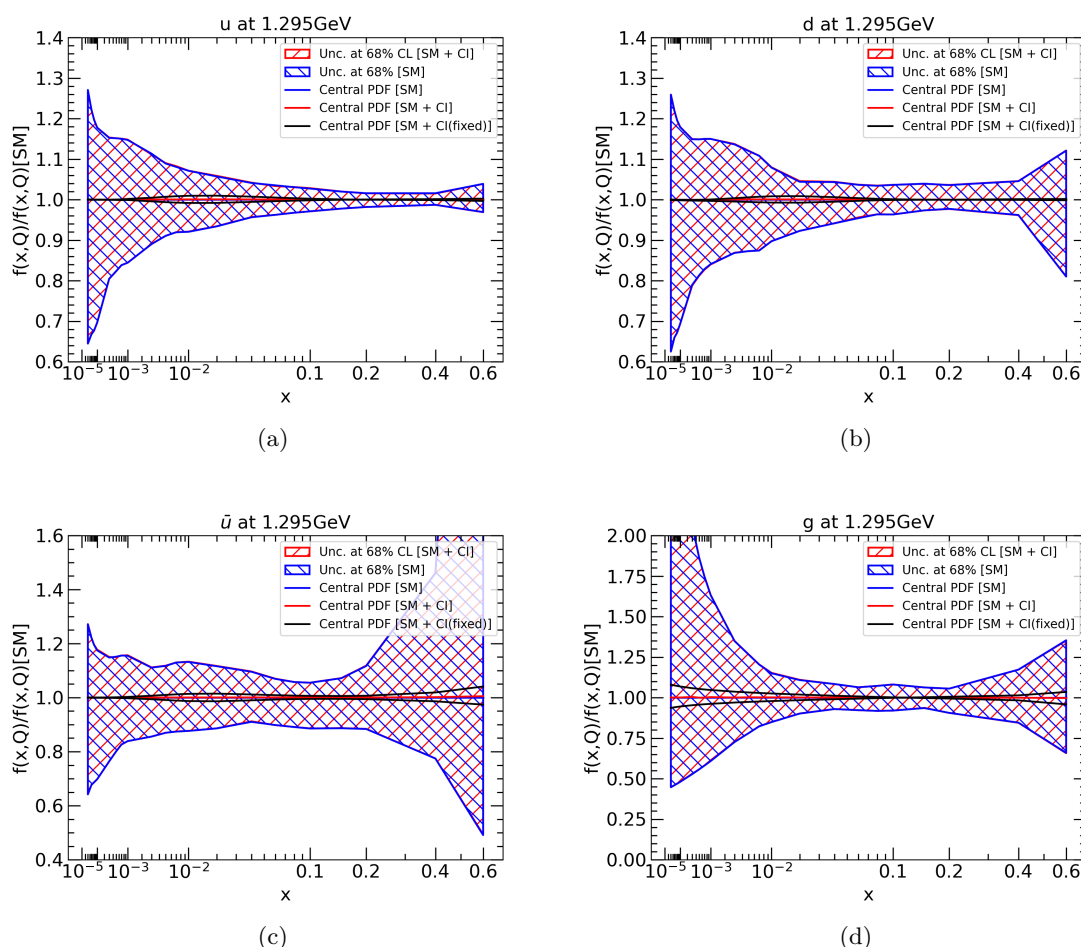 u at 1.295GeV
1.4
1.3
1.2
1.1
1.0
0.9
0.8
0.7
0.6
f(x,Q)/f(x,Q)[SM]
Unc. at 68% CL [SM + CI]
Unc. at 68% [SM]
Central PDF [SM]
Central PDF [SM + CI]
Central PDF [SM + CI(fixed)]
10⁻⁵ 10⁻³ 10⁻² 0.1 0.2 0.4 0.6
x
(a)
d at 1.295GeV
1.4
1.3
1.2
1.1
1.0
0.9
0.8
0.7
0.6
f(x,Q)/f(x,Q)[SM]
Unc. at 68% CL [SM + CI]
Unc. at 68% [SM]
Central PDF [SM]
Central PDF [SM + CI]
Central PDF [SM + CI(fixed)]
10⁻⁵ 10⁻³ 10⁻² 0.1 0.2 0.4 0.6
x
(b)
ū at 1.295GeV
1.6
1.4
1.2
1.0
0.8
0.6
0.4
f(x,Q)/f(x,Q)[SM]
Unc. at 68% CL [SM + CI]
Unc. at 68% [SM]
Central PDF [SM]
Central PDF [SM + CI]
Central PDF [SM + CI(fixed)]
10⁻⁵ 10⁻³ 10⁻² 0.1 0.2 0.4 0.6
x
(c)
g at 1.295GeV
2.00
1.75
1.50
1.25
1.00
0.75
0.50
0.25
0.00
f(x,Q)/f(x,Q)[SM]
Unc. at 68% CL [SM + CI]
Unc. at 68% [SM]
Central PDF [SM]
Central PDF [SM + CI]
Central PDF [SM + CI(fixed)]
10⁻⁵ 10⁻³ 10⁻² 0.1 0.2 0.4 0.6
x
(d)